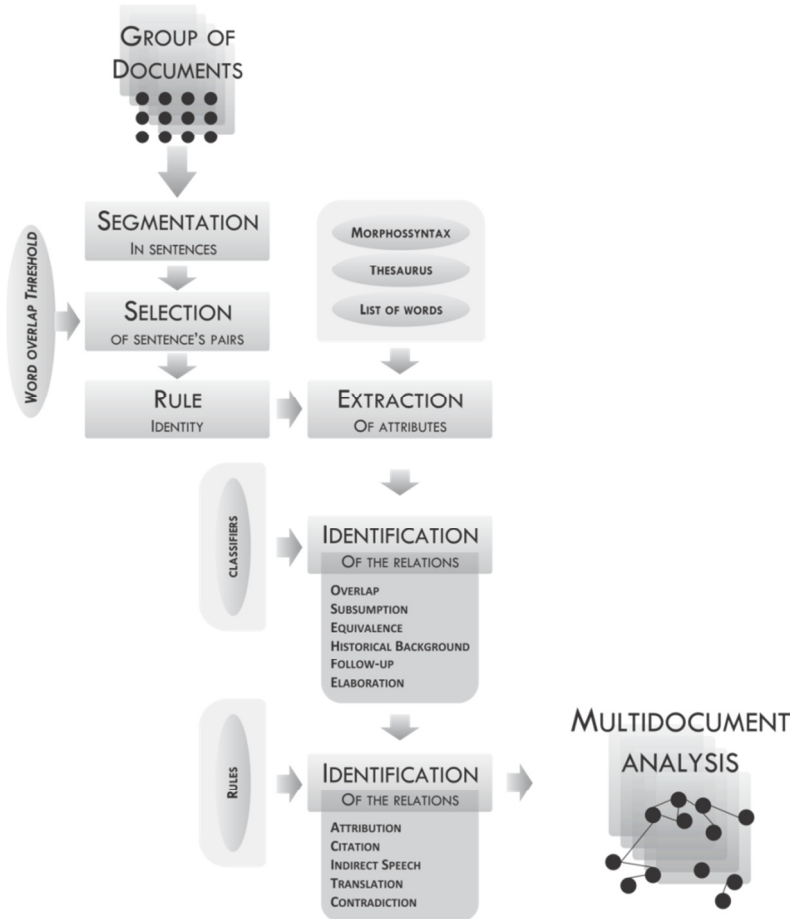 GROUP OF
DOCUMENTS
SEGMENTATION
IN SENTENCES
WORD OVERLAP THRESHOLD
SELECTION
OF SENTENCE'S PAIRS
RULE
IDENTITY
MORPHOSSYNTAX
THESAURUS
LIST OF WORDS
EXTRACTION
OF ATTRIBUTES
CLASSIFIERS
IDENTIFICATION
OF THE RELATIONS
OVERLAP
SUBSUMPTION
EQUIVALENCE
HISTORICAL BACKGROUND
FOLLOW-UP
ELABORATION
RULES
IDENTIFICATION
OF THE RELATIONS
ATTRIBUTION
CITATION
INDIRECT SPEECH
TRANSLATION
CONTRADICTION
MULTIDOCUMENT
ANALYSIS